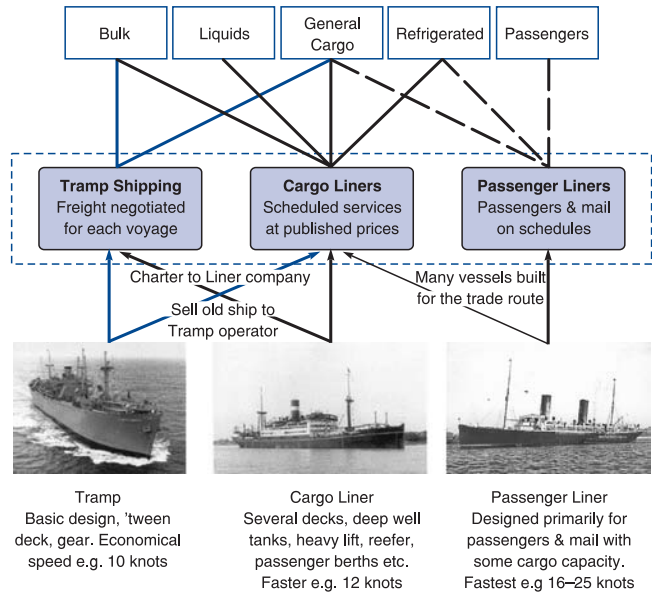 Bulk
Liquids
General
Cargo
Refrigerated
Passengers
Tramp Shipping
Freight negotiated
for each voyage
Cargo Liners
Scheduled services
at published prices
Passenger Liners
Passengers & mail
on schedules
Charter to Liner company
Sell old ship to
Tramp operator
Many vessels built
for the trade route
Tramp
Basic design, 'tween
deck, gear. Economical
speed e.g. 10 knots
Cargo Liner
Several decks, deep well
tanks, heavy lift, reefer,
passenger berths etc.
Faster e.g. 12 knots
Passenger Liner
Designed primarily for
passengers & mail with
some cargo capacity.
Fastest e.g 16–25 knots